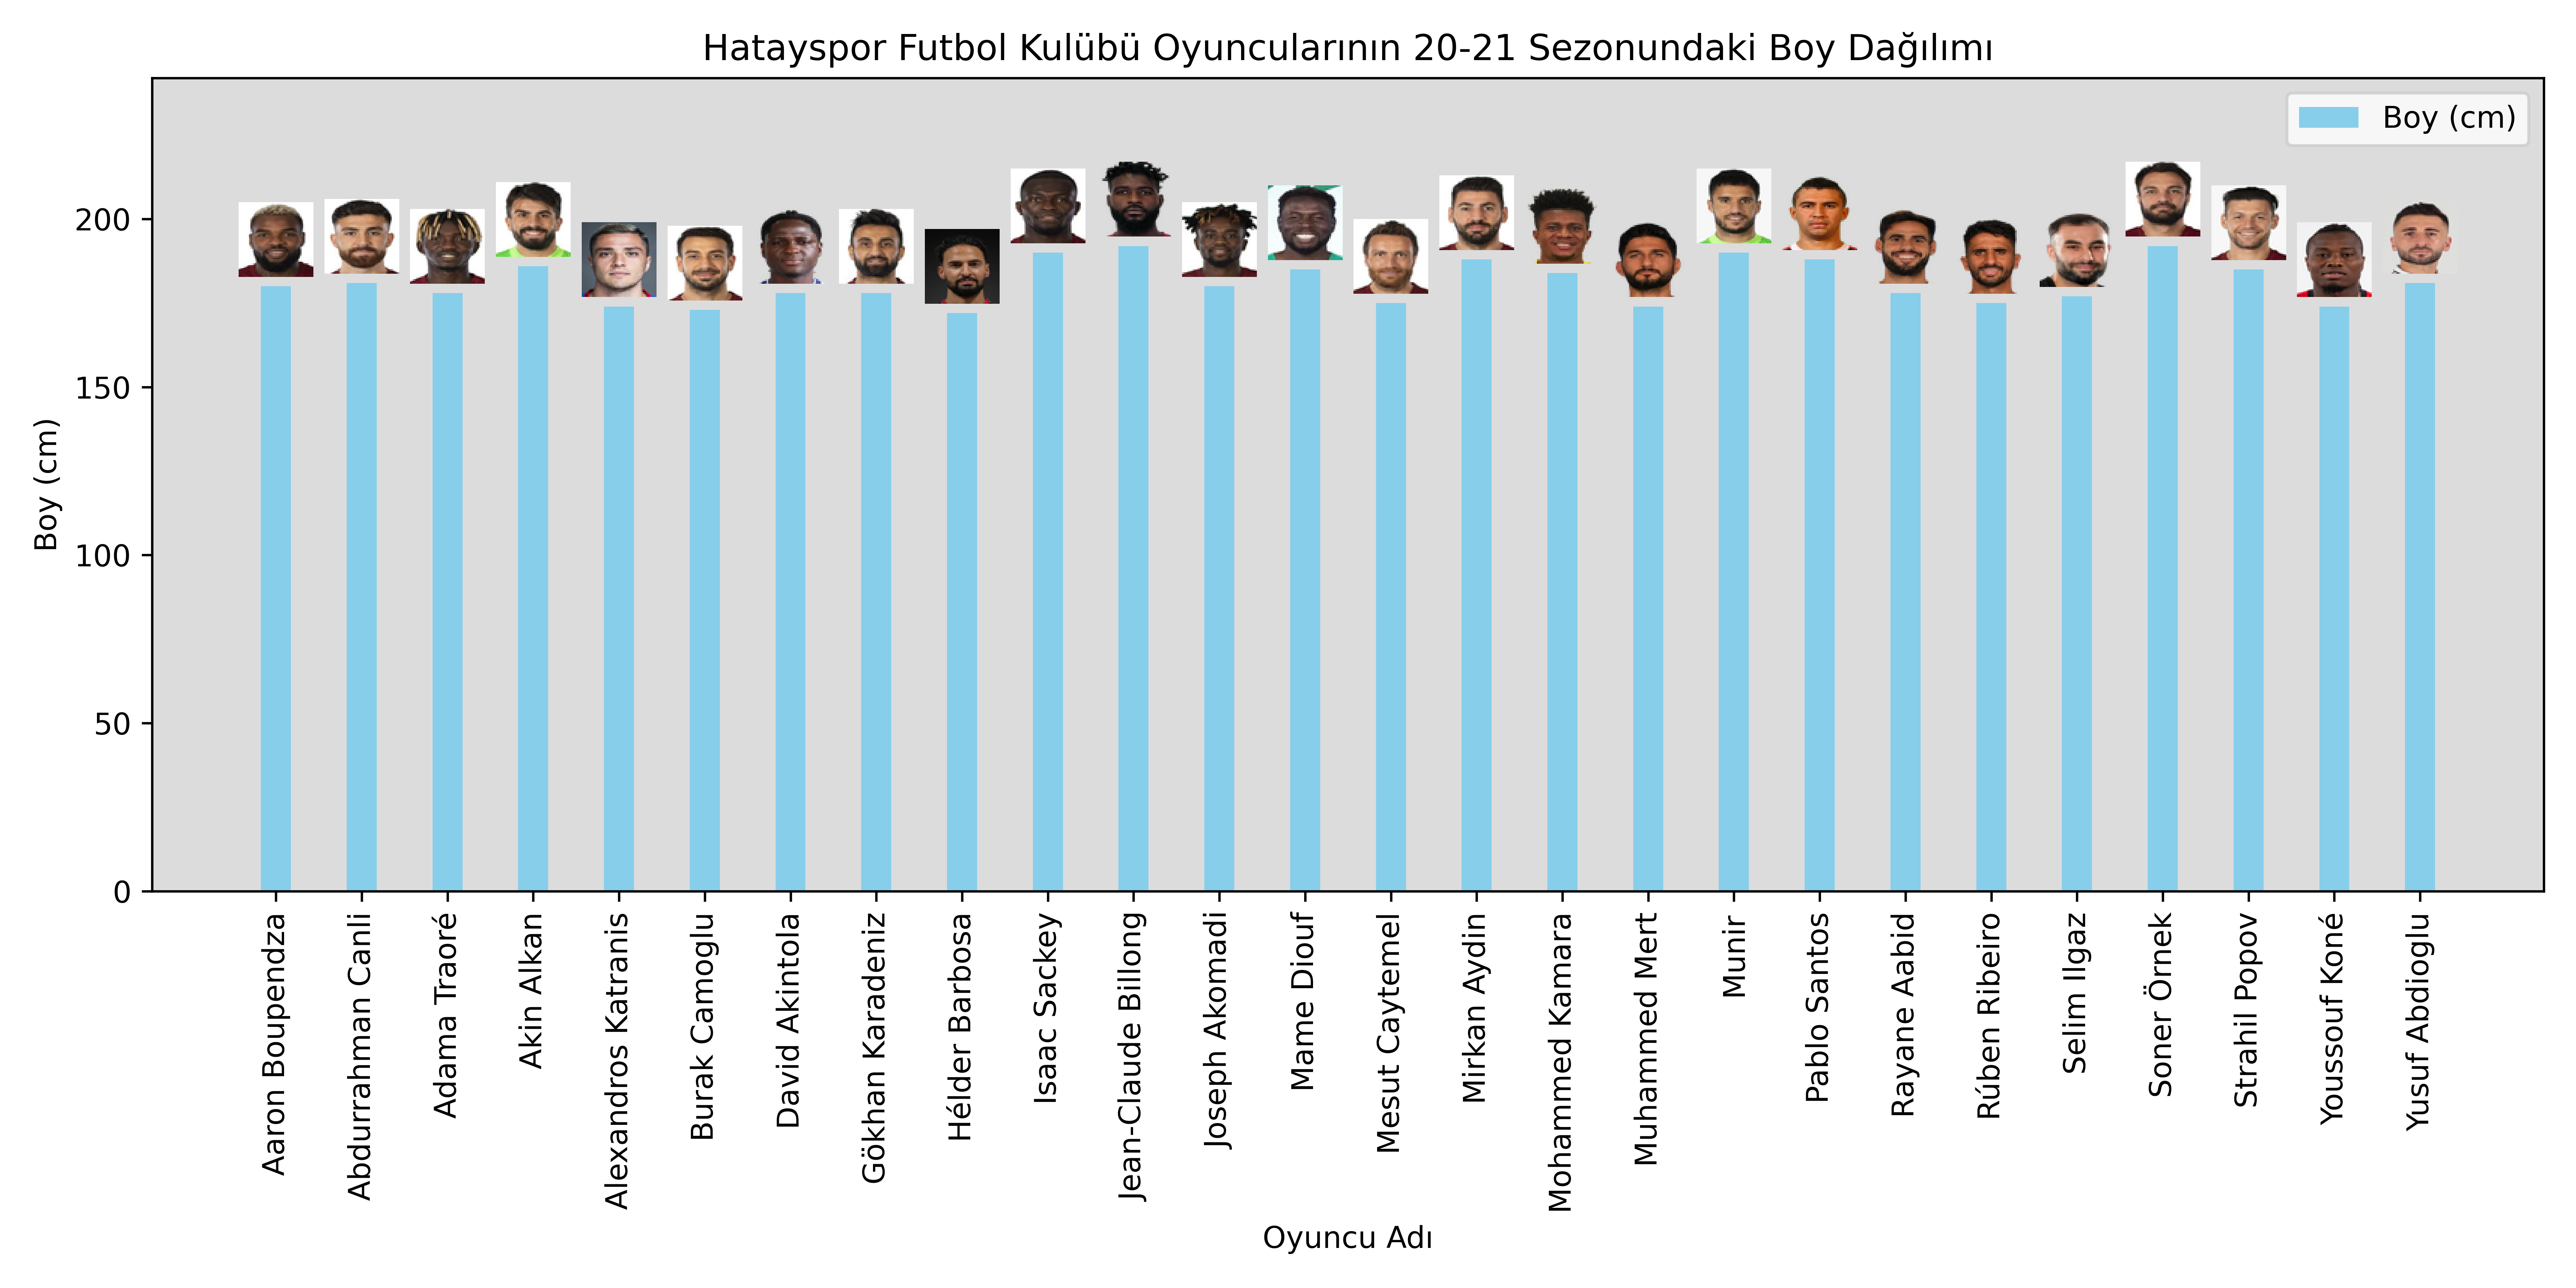 Hatayspor Futbol Kulübü Oyuncularının 20-21 Sezonundaki Boy Dağılımı
Boy (cm)
Boy (cm)
200
150
100
50
0
Aaron Boupendza
Abdurrahman Canli
Adama Traoré
Akin Alkan
Alexandros Katranis
Burak Camoglu
David Akintola
Gökhan Karadeniz
Hélder Barbosa
Isaac Sackey
Jean-Claude Billong
Joseph Akomadi
Mame Diouf
Mesut Caytemel
Mirkan Aydin
Mohammed Kamara
Muhammed Mert
Munir
Pablo Santos
Rayane Aabid
Rúben Ribeiro
Selim Ilgaz
Soner Örnek
Strahil Popov
Youssouf Koné
Yusuf Abdioglu
Oyuncu Adı